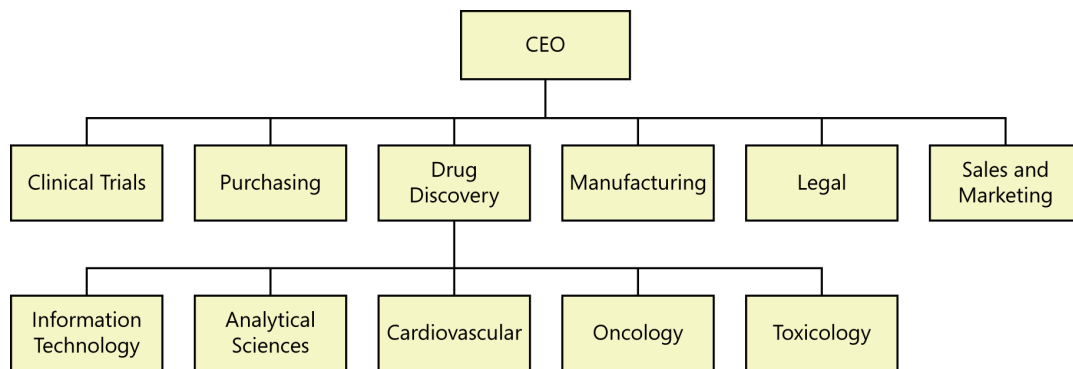 CEO
Clinical Trials
Purchasing
Drug
Discovery
Manufacturing
Legal
Sales and
Marketing
Information
Technology
Analytical
Sciences
Cardiovascular
Oncology
Toxicology